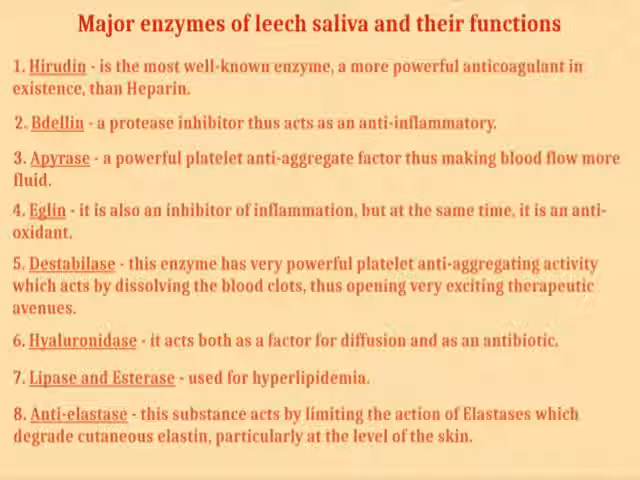 Major enzymes of leech saliva and their functions
1. Hirudin - is the most well-known enzyme, a more powerful anticoagulant in
existence, than Heparin.
2. Bdellin - a protease inhibitor thus acts as an anti-inflammatory.
3. Apyrase - a powerful platelet anti-aggregate factor thus making blood flow more
fluid.
4. Eglin - it is also an inhibitor of inflammation, but at the same time, it is an anti-
oxidant.
5. Destabilase - this enzyme has very powerful platelet anti-aggregating activity
which acts by dissolving the blood clots, thus opening very exciting therapeutic
avenues.
6. Hyaluronidase - it acts both as a factor for diffusion and as an antibiotic.
7. Lipase and Esterase - used for hyperlipidemia.
8. Anti-elastase - this substance acts by limiting the action of Elastases which
degrade cutaneous elastin, particularly at the level of the skin.